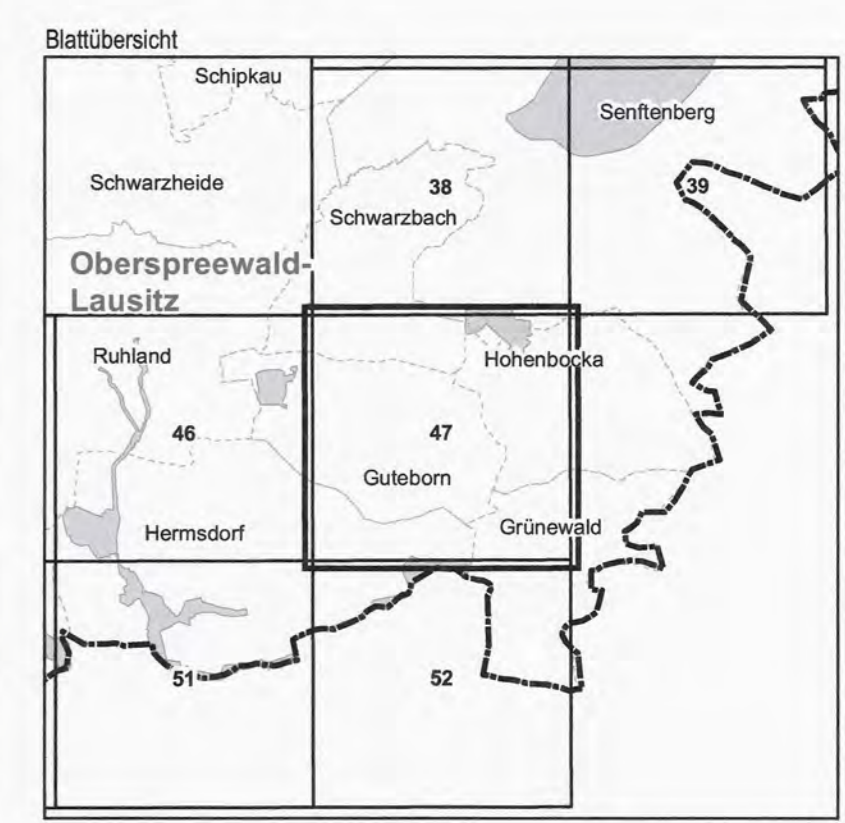 Blattübersicht
Schipkau
Senftenberg
Schwarzheide
38
39
Schwarzbach
Oberspreewald-
Lausitz
Ruhland
Hohenbocka
46
47
Guteborn
Grünewald
Hermsdorf
51
52